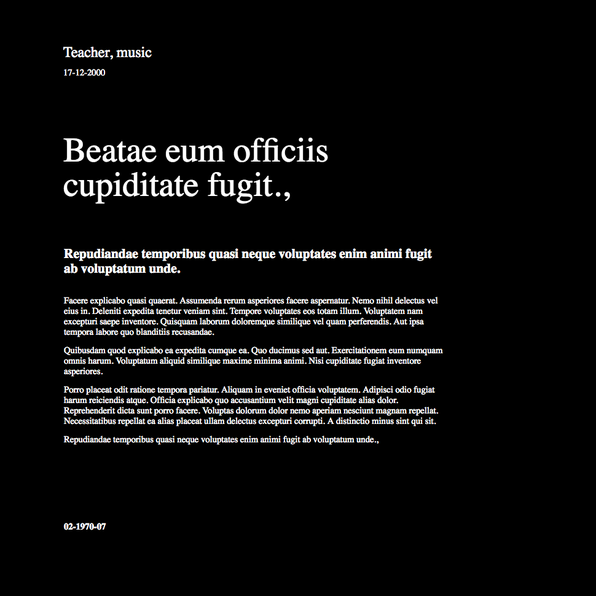 Teacher, music
17-12-2000
Beatae eum officiis
cupiditate fugit.,
Repudiandae temporibus quasi neque voluptates enim animi fugit
ab voluptatum unde.
Facere explicabo quasi quaerat. Assumenda rerum asperiores facere aspernatur. Nemo nihil delectus vel
eius in. Deleniti expedita tenetur veniam sint. Tempore voluptates eos totam illum. Voluptatem nam
excepturi saepe inventore. Quisquam laborum doloremque similique vel quam perferendis. Aut ipsa
tempora labore quo blanditiis recusandae.
Quibusdam quod explicabo ea expedita cumque ea. Quo ducimus sed aut. Exercitationem eum numquam
omnis harum. Voluptatum aliquid similique maxime minima animi. Nisi cupiditate fugiat inventore
asperiores.
Porro placeat odit ratione tempora pariatur. Aliquam in eveniet officia voluptatem. Adipisci odio fugiat
harum reiciendis atque. Officia explicabo quo accusantium velit magni cupiditate alias dolor.
Reprehenderit dicta sunt porro facere. Voluptas dolorum dolor nemo aperiam nesciunt magnam repellat.
Necessitatibus repellat ea alias placeat ullam delectus excepturi corrupti. A distinctio minus sint qui sit.
Repudiandae temporibus quasi neque voluptates enim animi fugit ab voluptatum unde.,
02-1970-07